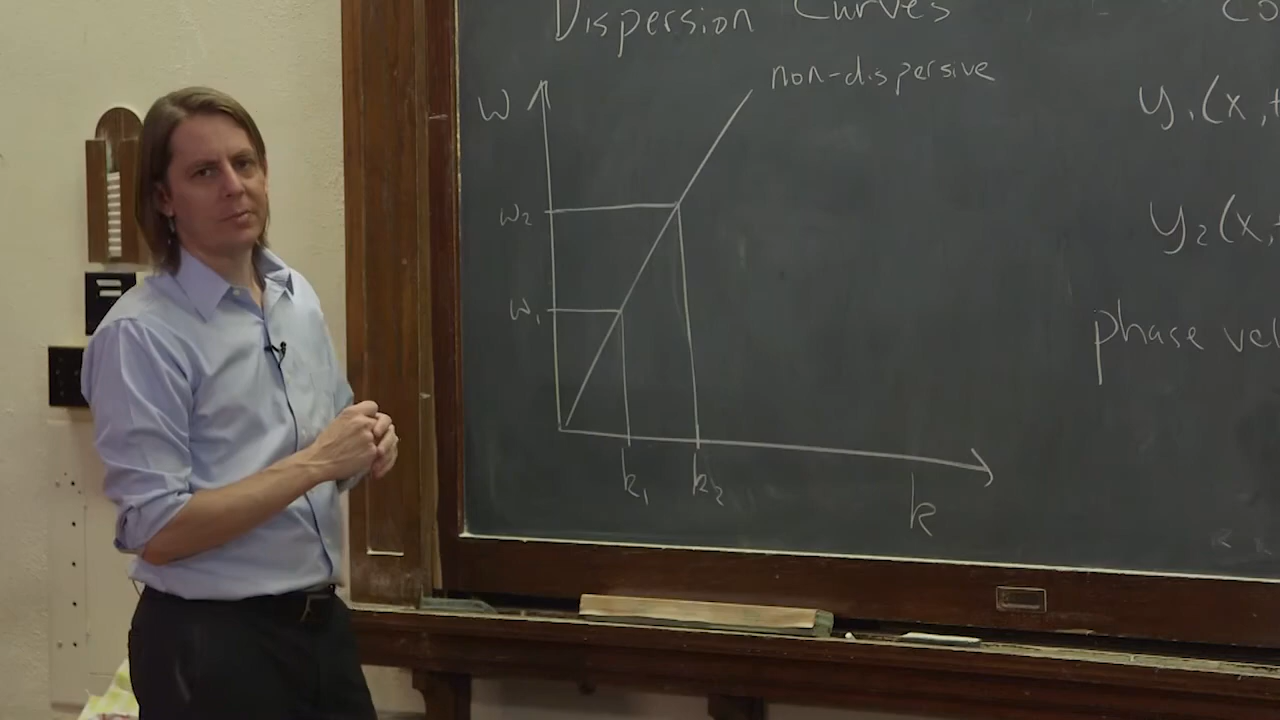 Dispersion Curves
non-dispersive
ω
ω₂
ω₁
k₁ k₂
k
y₁(x,t
y₂(x,
phase vel